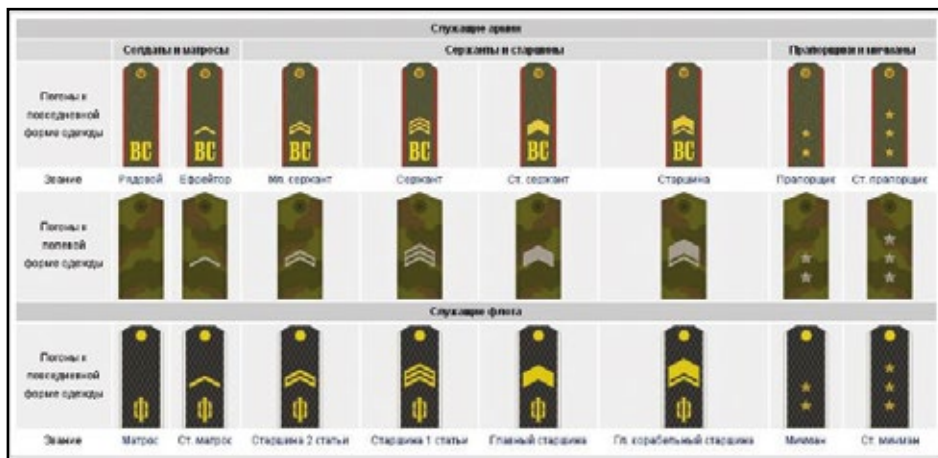 Служащие армии
Солдаты и матросы Сержанты и старшины Прапорщики и мичманы
Погоны к
повседневной
форме одежды
ВС ВС ВС ВС ВС ВС
Звание Рядовой Ефрейтор Мл. сержант Сержант Ст. сержант Старшина Прапорщик Ст. прапорщик
Погоны к
полевой
форме одежды
Служащие флота
Погоны к
повседневной
форме одежды
Ф Ф Ф Ф Ф Ф
Звание Матрос Ст. матрос Старшина 2 статьи Старшина 1 статьи Главный старшина Гл. корабельный старшина Мичман Ст. мичман